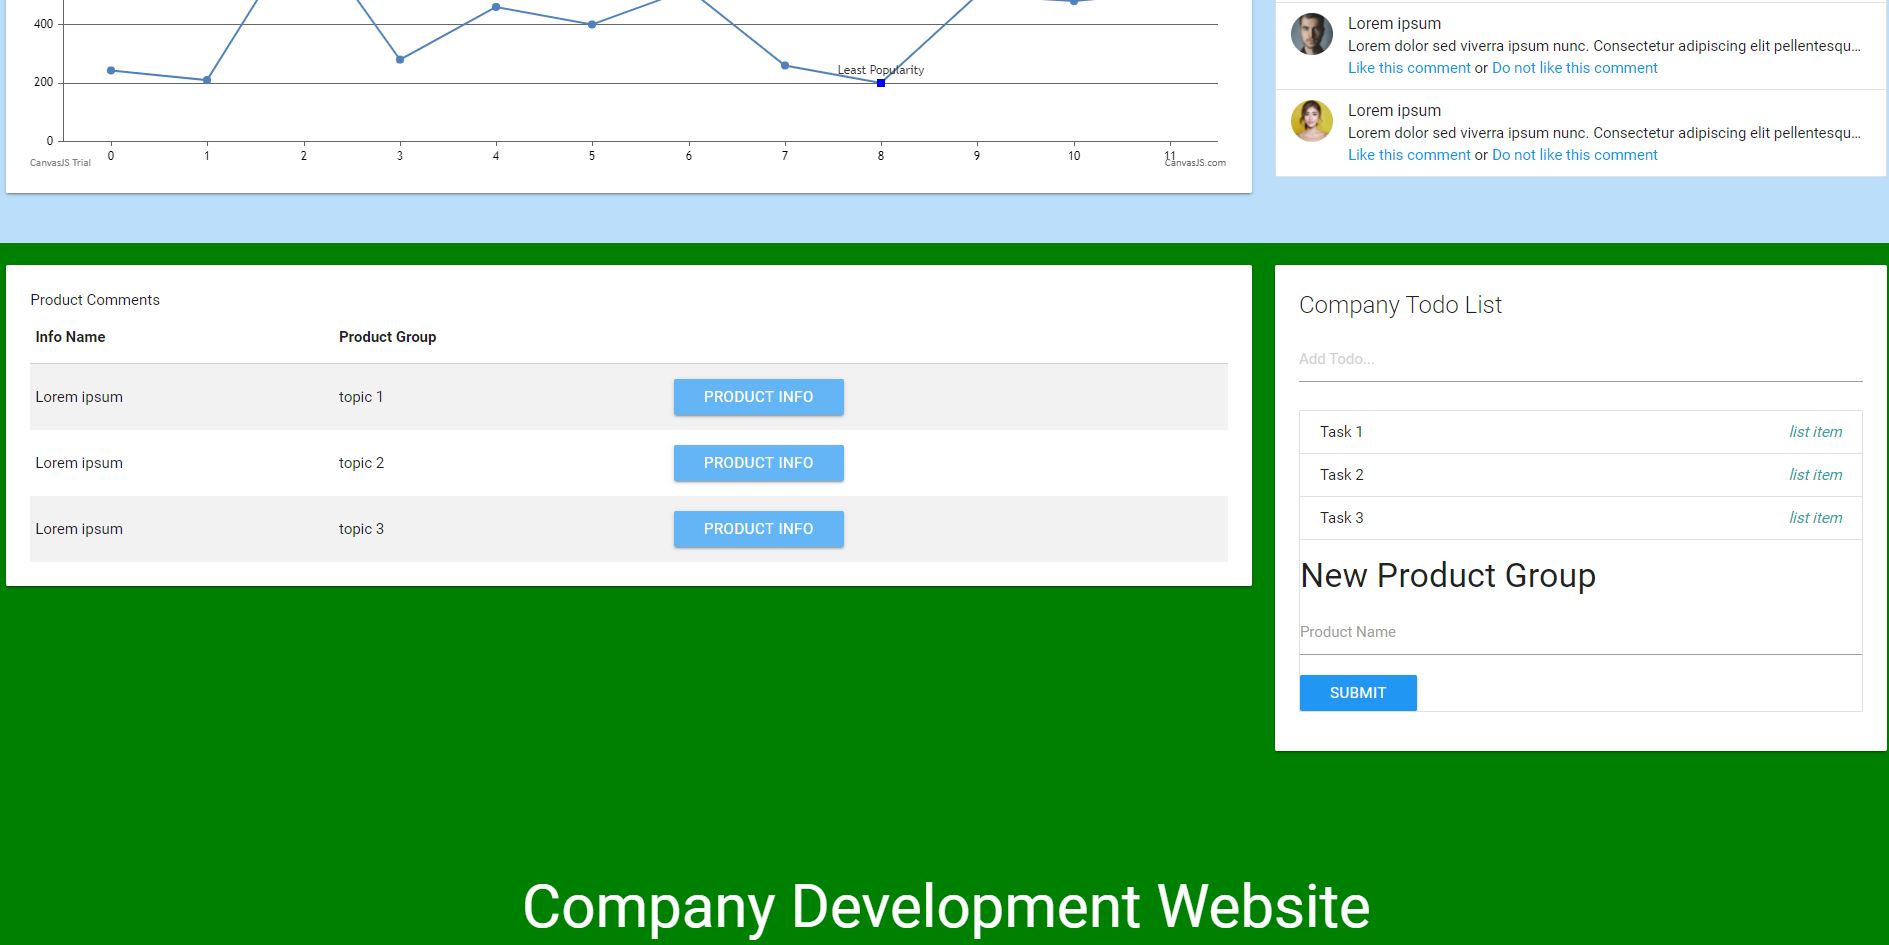 400
200
0
Least Popularity
0 1 2 3 4 5 6 7 8 9 10 11
CanvasJS Trial
CanvasJS.com
Lorem ipsum
Lorem dolor sed viverra ipsum nunc. Consectetur adipiscing elit pellentesqu...
Like this comment or Do not like this comment
Lorem ipsum
Lorem dolor sed viverra ipsum nunc. Consectetur adipiscing elit pellentesqu...
Like this comment or Do not like this comment
Product Comments
Info Name Product Group
Lorem ipsum topic 1 PRODUCT INFO
Lorem ipsum topic 2 PRODUCT INFO
Lorem ipsum topic 3 PRODUCT INFO
Company Todo List
Add Todo...
Task 1 list item
Task 2 list item
Task 3 list item
New Product Group
Product Name
SUBMIT
Company Development Website